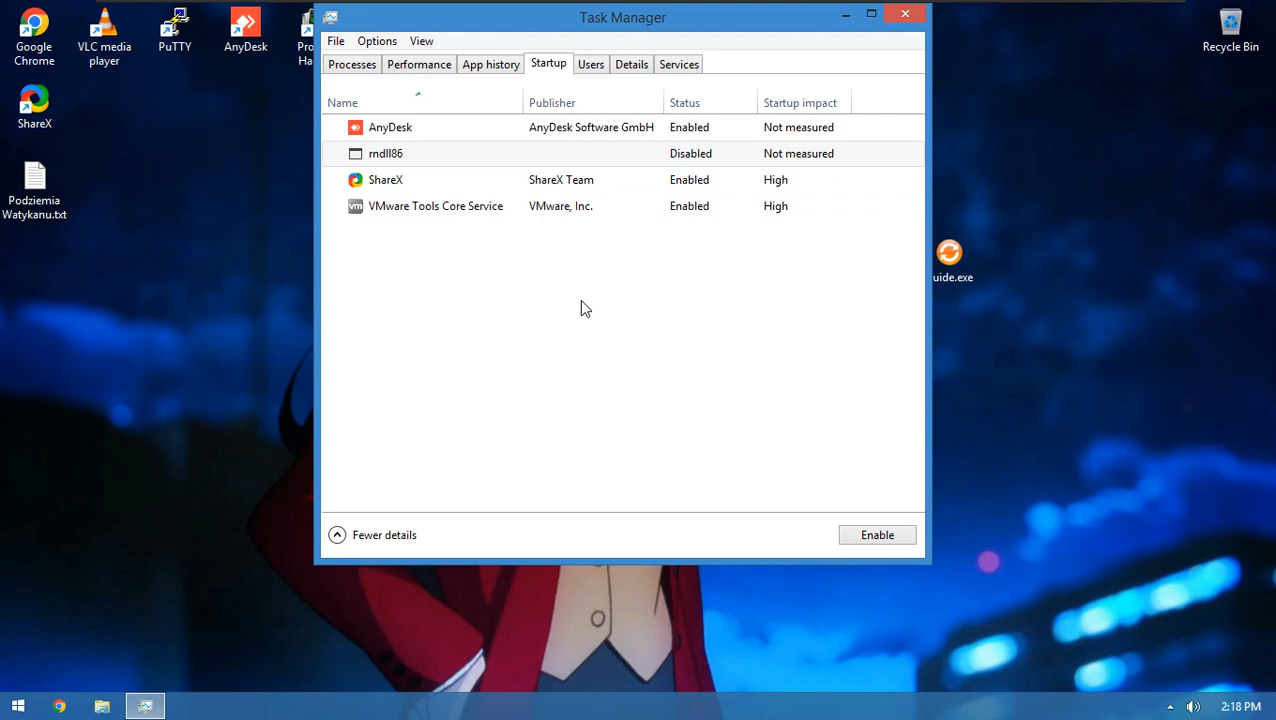 Task Manager
File Options View
Processes Performance App history Startup Users Details Services
Name Publisher Status Startup impact
AnyDesk AnyDesk Software GmbH Enabled Not measured
rndll86 Disabled Not measured
ShareX ShareX Team Enabled High
vm VMware Tools Core Service VMware, Inc. Enabled High
Fewer details
Enable
Google Chrome
VLC media player
PuTTY
AnyDesk
Pro
Ha
ShareX
Podziemia
Watykanu.txt
uide.exe
Recycle Bin
2:18 PM